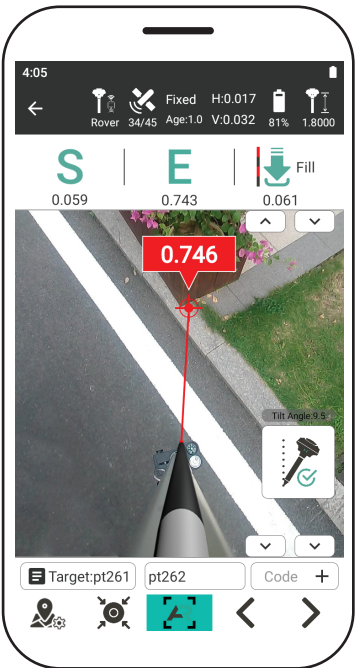 4:05
Fixed H:0.017
Rover 34/45 Age:1.0 V:0.032 81% 1.8000
S E Fill
0.059 0.743 0.061
0.746
Tilt Angle:9.5
Target:pt261 pt262 Code +